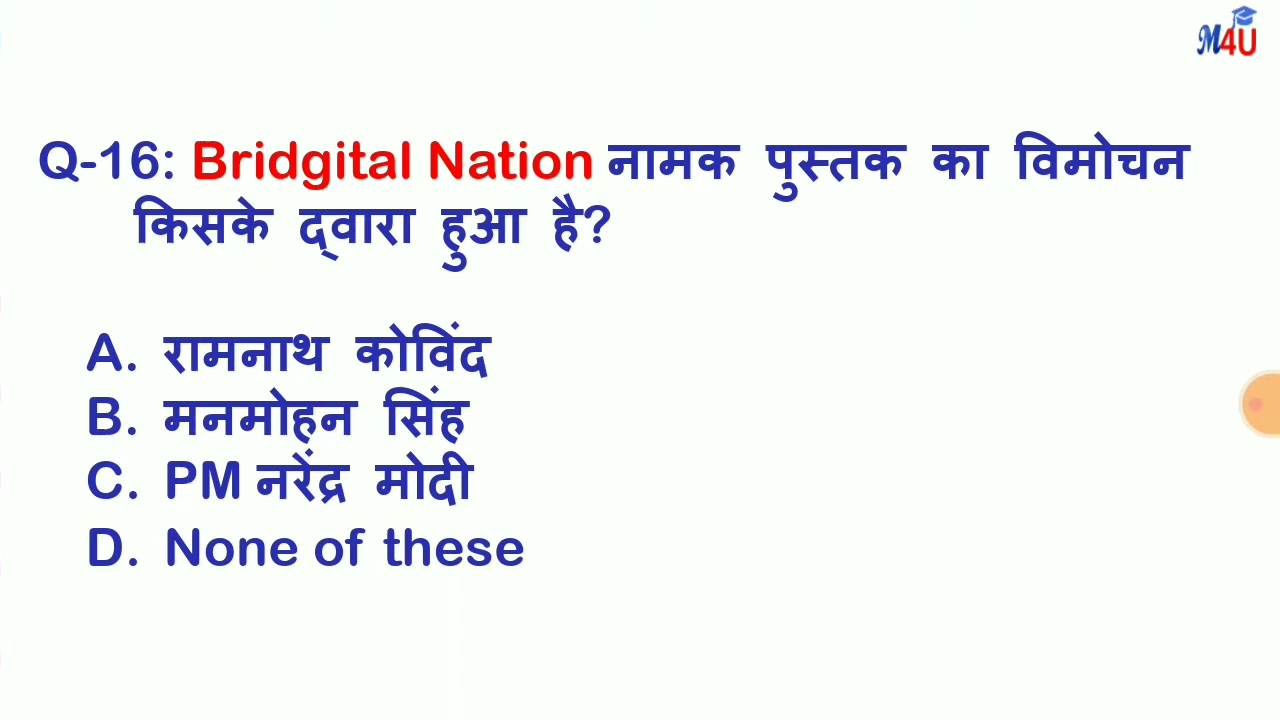 M4U
Q-16: Bridgital Nation नामक पुस्तक का विमोचन
किसके द्वारा हुआ है?
A. रामनाथ कोविंद
B. मनमोहन सिंह
C. PM नरेंद्र मोदी
D. None of these